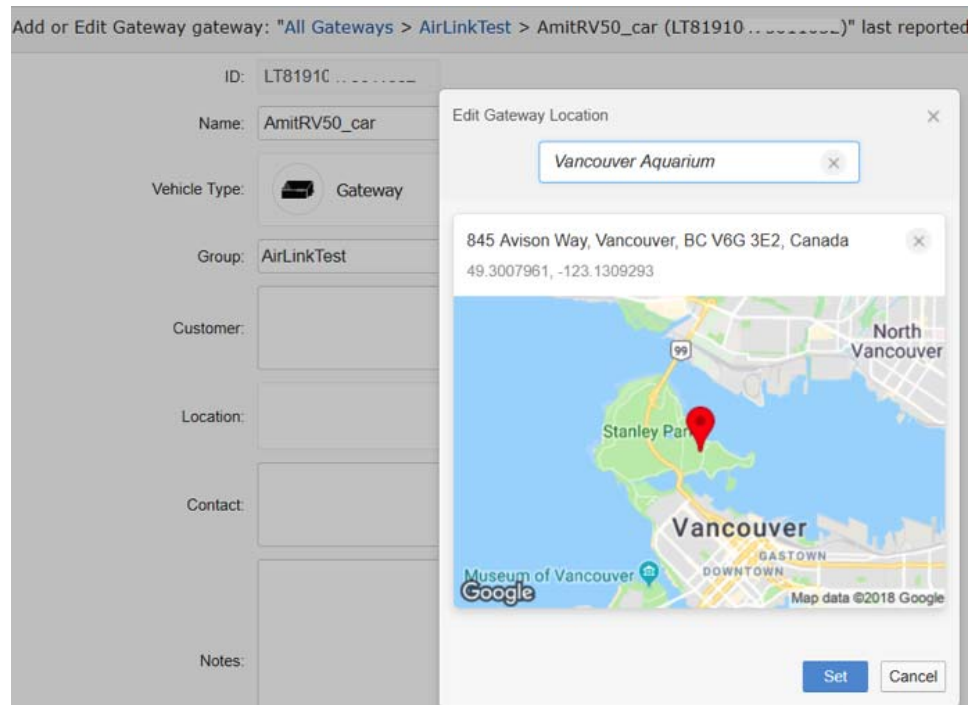 Add or Edit Gateway gateway: "All Gateways > AirLinkTest > AmitRV50_car (LT81910 )" last reported
ID: LT81910
Name: AmitRV50_car
Vehicle Type: Gateway
Group: AirLinkTest
Customer:
Location:
Contact:
Notes:
Edit Gateway Location
Vancouver Aquarium
845 Avison Way, Vancouver, BC V6G 3E2, Canada
49.3007961, -123.1309293
North
Vancouver
99
Stanley Par
Vancouver
GASTOWN
DOWNTOWN
Museum of Vancouver
Google
Map data ©2018 Google
Set Cancel